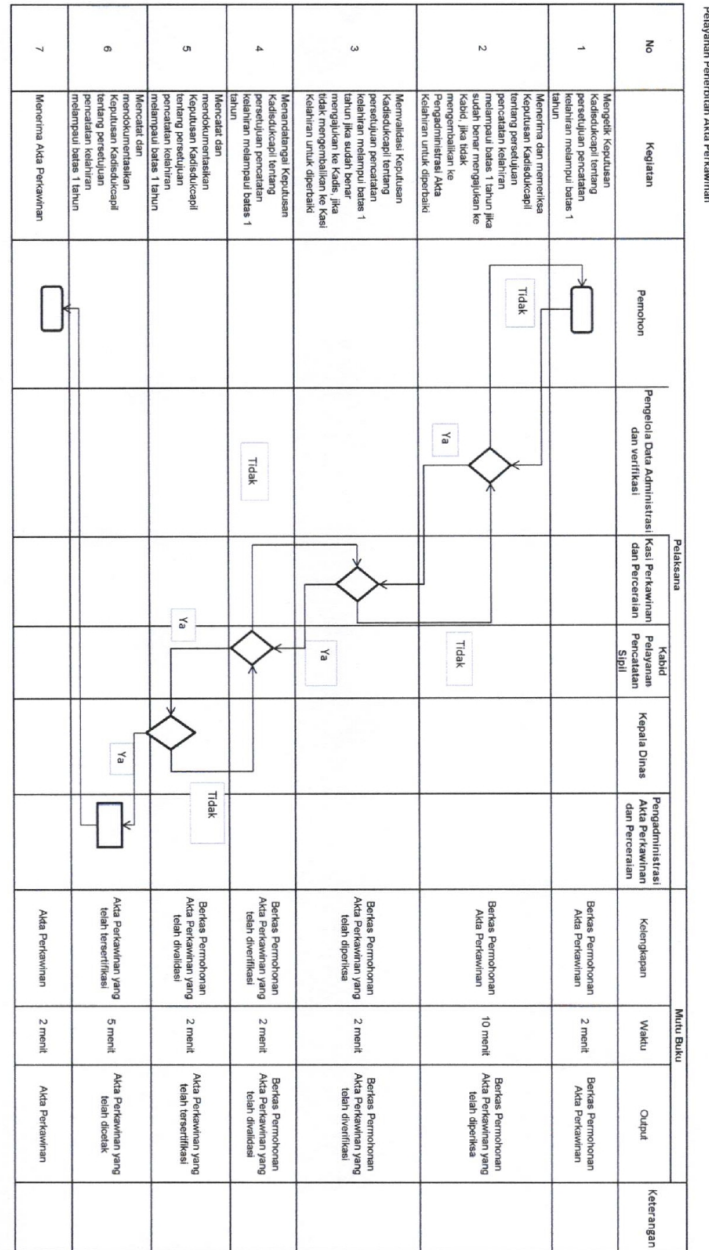 Pelayanan Penerbitan Akta Perkawinan
No
Kegiatan
Pelaksana
Mutu Buku
Keterangan
Pemohon
Pengelola Data Administrasi
dan verifikasi
Kasi Perkawinan
dan Perceraian
Kabid
Pelayanan
Pencatatan
Sipil
Kepala Dinas
Pengadministrasi
Akta Perkawinan
dan Perceraian
Kelengkapan
Waktu
Output
1
Mengetik Keputusan
Kadisdukcapil tentang
persetujuan pencatatan
kelahiran melampui batas 1
tahun
Berkas Permohonan
Akta Perkawinan
2 menit
Berkas Permohonan
Akta Perkawinan
Tidak
2
Menerima dan memeriksa
Keputusan Kadisdukcapil
tentang persetujuan
pencatatan kelahiran
melampaui batas 1 tahun jika
sudah benar mengajukan ke
Kabid, jika tidak
mengembalikan ke
Pengadministrasi Akta
Kelahiran untuk diperbaiki
Ya
Tidak
Berkas Permohonan
Akta Perkawinan
10 menit
Berkas Permohonan
Akta Perkawinan yang
telah diperiksa
3
Memvalidasi Keputusan
Kadisdukcapil tentang
persetujuan pencatatan
kelahiran melampui batas 1
tahun jika sudah benar
mengajukan ke Kadis, jika
tidak mengembalikan ke Kasi
Kelahiran untuk diperbaiki
Ya
Berkas Permohonan
Akta Perkawinan yang
telah diperiksa
2 menit
Berkas Permohonan
Akta Perkawinan yang
telah diverifikasi
4
Menandatangai Keputusan
Kadisdukcapil tentang
persetujuan pencatatan
kelahiran melampaui batas 1
tahun
Tidak
Berkas Permohonan
Akta Perkawinan yang
telah diverifikasi
2 menit
Berkas Permohonan
Akta Perkawinan yang
telah divalidasi
5
Mencatat dan
mendokumentasikan
Keputusan Kadisdukcapil
tentang persetujuan
pencatatan kelahiran
melampaui batas 1 tahun
Ya
Tidak
Berkas Permohonan
Akta Perkawinan yang
telah divalidasi
2 menit
Berkas Permohonan
Akta Perkawinan yang
telah tersertifikasi
6
Mencatat dan
mendokumentasikan
Keputusan Kadisdukcapil
tentang persetujuan
pencatatan kelahiran
melampaui batas 1 tahun
Ya
Akta Perkawinan yang
telah tersertifikasi
5 menit
Akta Perkawinan yang
telah dicetak
7
Menerima Akta Perkawinan
Akta Perkawinan
2 menit
Akta Perkawinan